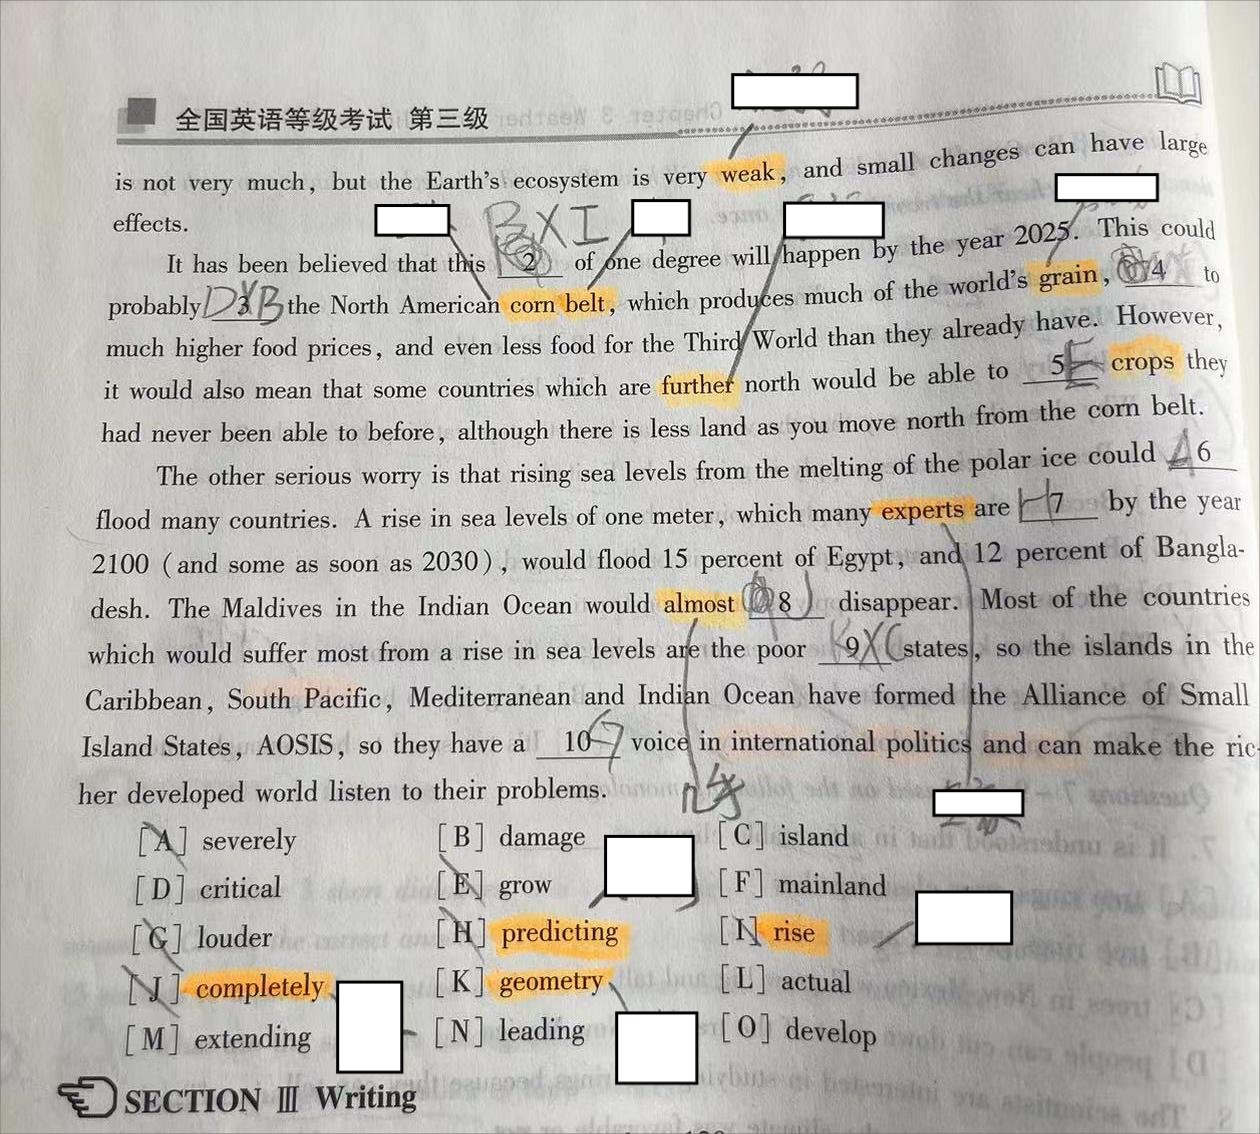 全国英语等级考试 第三级
is not very much, but the Earth's ecosystem is very weak, and small changes can have large
effects.
B X I
It has been believed that this 2 of one degree will happen by the year 2025. This could
probably D 3 X B the North American corn belt, which produces much of the world's grain, 4 to
much higher food prices, and even less food for the Third World than they already have. However,
it would also mean that some countries which are further north would be able to 5 E crops they
had never been able to before, although there is less land as you move north from the corn belt.
The other serious worry is that rising sea levels from the melting of the polar ice could A 6
flood many countries. A rise in sea levels of one meter, which many experts are H 7 by the year
2100 (and some as soon as 2030), would flood 15 percent of Egypt, and 12 percent of Bangla-
desh. The Maldives in the Indian Ocean would almost 8 J disappear. Most of the countries
which would suffer most from a rise in sea levels are the poor 9 X C states, so the islands in the
Caribbean, South Pacific, Mediterranean and Indian Ocean have formed the Alliance of Small
Island States, AOSIS, so they have a 10 G voice in international politics and can make the ric-
her developed world listen to their problems.
[A] severely [B] damage [C] island
[D] critical [E] grow [F] mainland
[G] louder [H] predicting [I] rise
[J] completely [K] geometry [L] actual
[M] extending [N] leading [O] develop
SECTION Ⅲ Writing